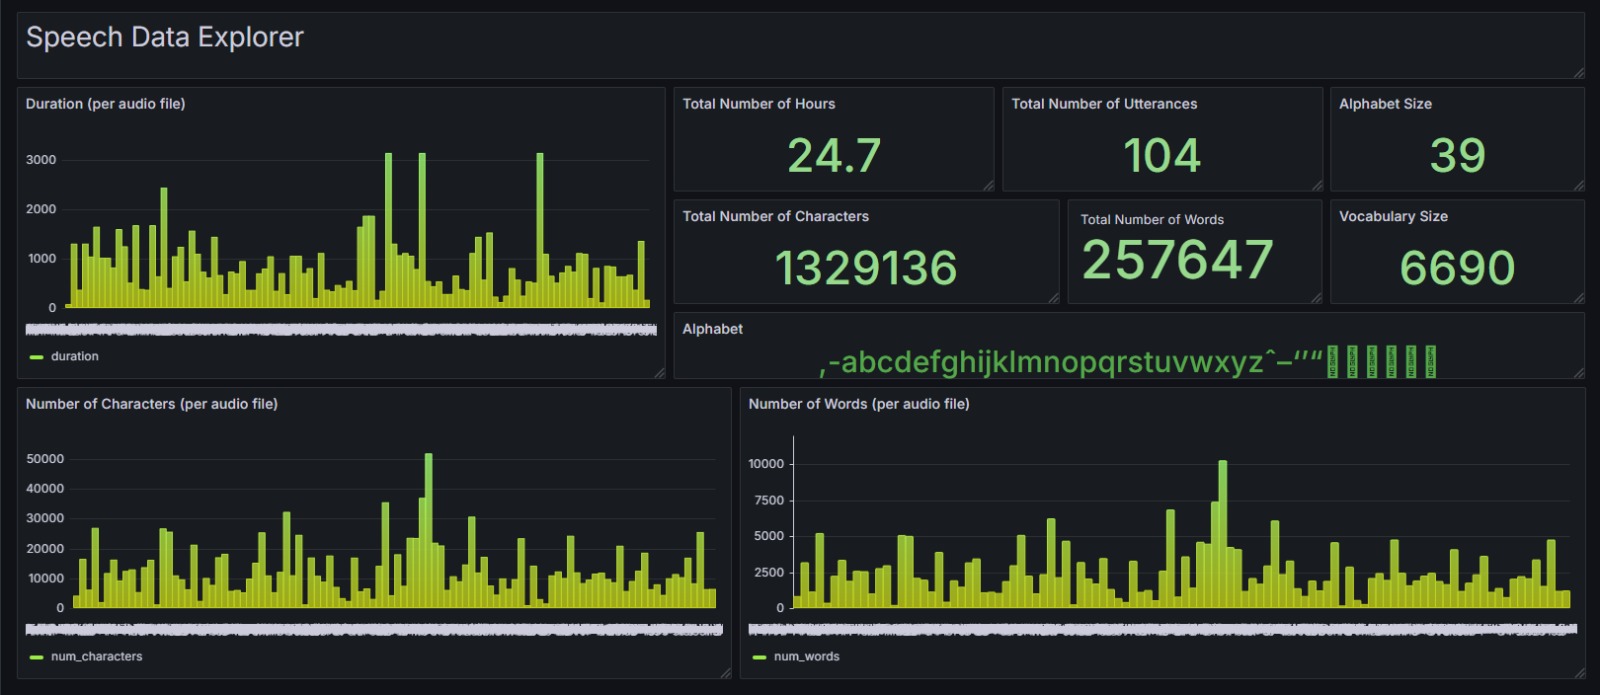 Speech Data Explorer
Duration (per audio file)
3000
2000
1000
0
duration
Total Number of Hours
24.7
Total Number of Utterances
104
Alphabet Size
39
Total Number of Characters
1329136
Total Number of Words
257647
Vocabulary Size
6690
Alphabet
,-abcdefghijklmnopqrstuvwxyzˆ–‘’“
Number of Characters (per audio file)
50000
40000
30000
20000
10000
0
num_characters
Number of Words (per audio file)
10000
7500
5000
2500
0
num_words